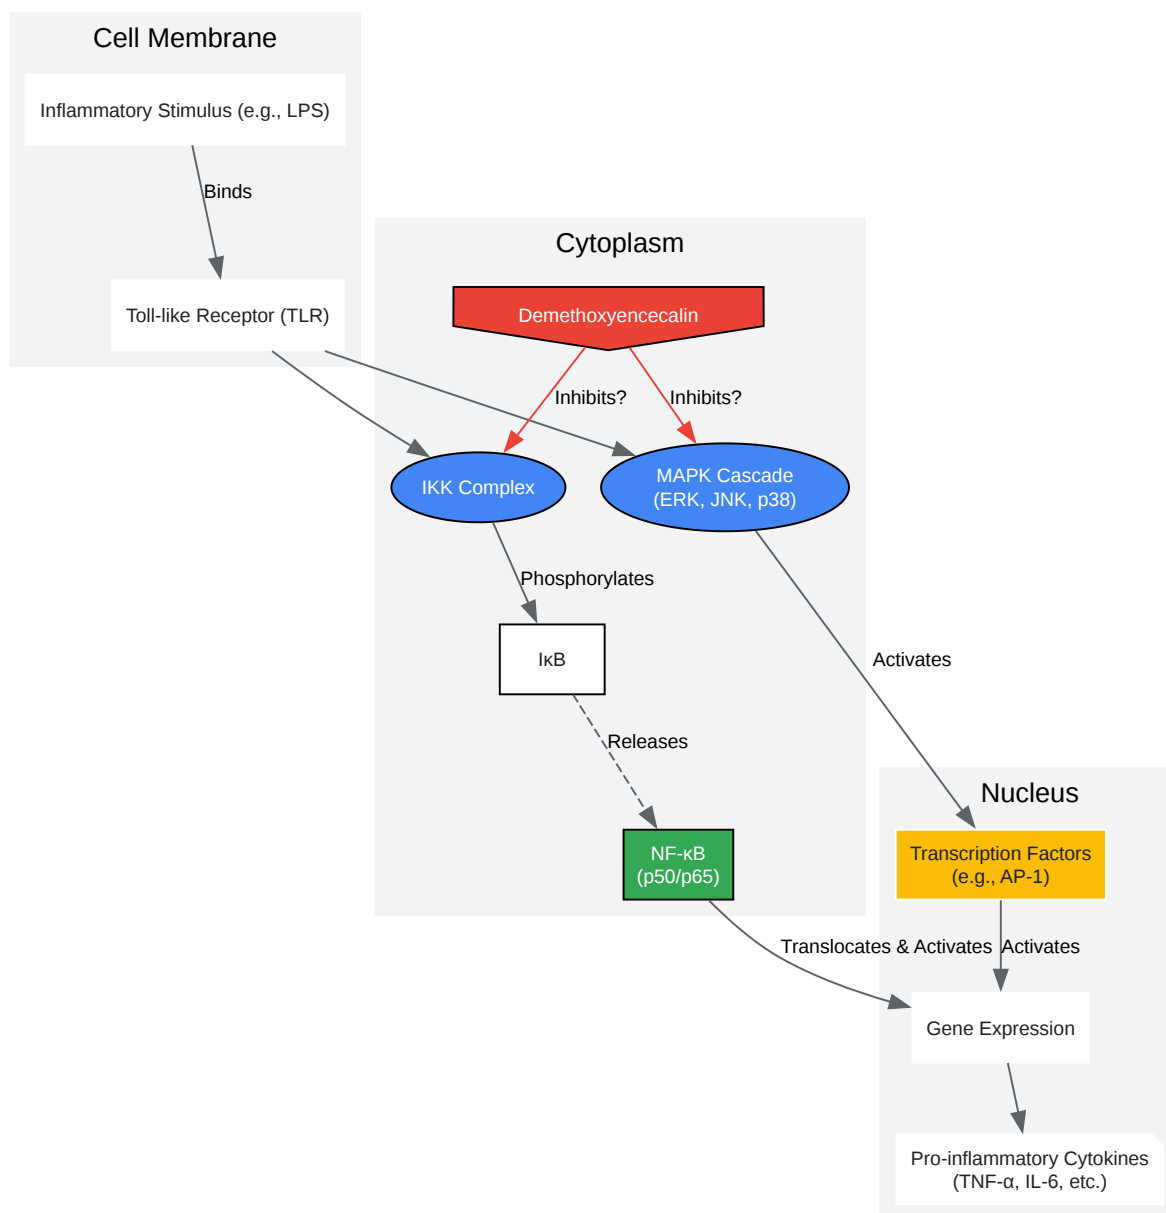 Cell Membrane
Inflammatory Stimulus (e.g., LPS)
Binds
Toll-like Receptor (TLR)
Cytoplasm
Demethoxyencecalin
Inhibits?
Inhibits?
IKK Complex
MAPK Cascade
(ERK, JNK, p38)
Phosphorylates
IκB
Activates
Releases
NF-κB
(p50/p65)
Nucleus
Transcription Factors
(e.g., AP-1)
Translocates & Activates
Activates
Gene Expression
Pro-inflammatory Cytokines
(TNF-α, IL-6, etc.)